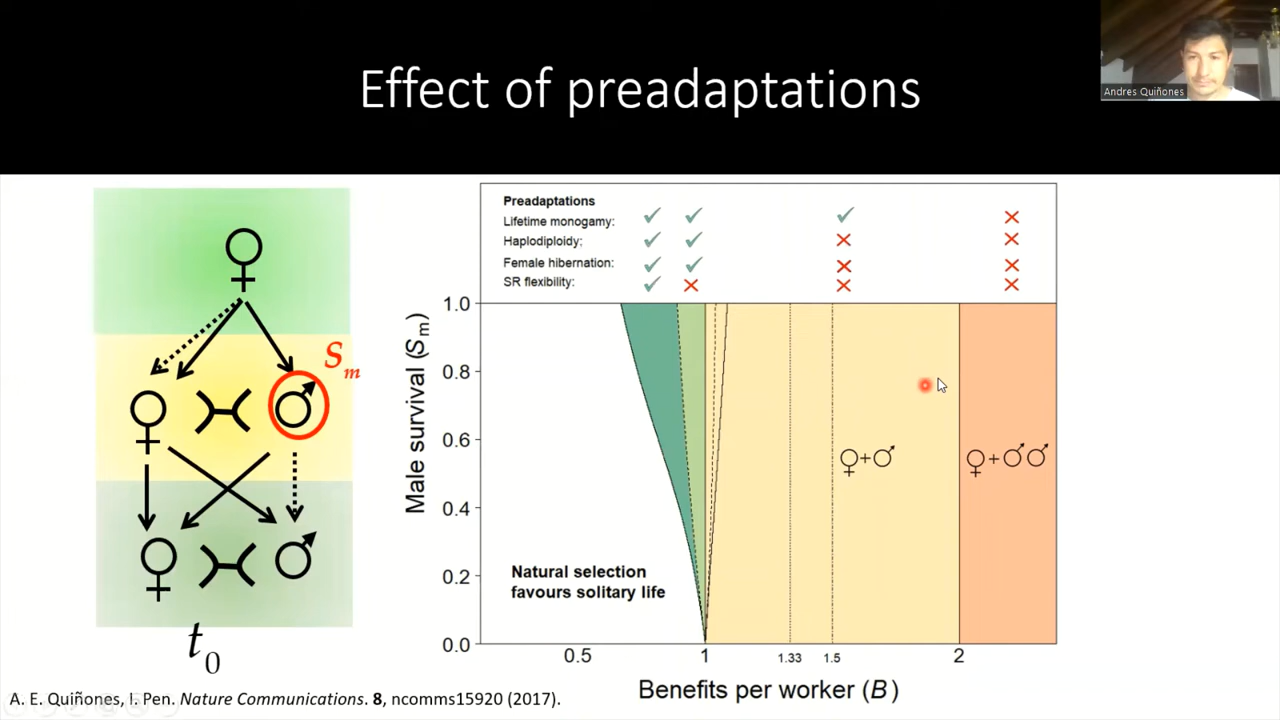 Effect of preadaptations
Andres Quiñones
Preadaptations
Lifetime monogamy: ✓ ✓ ✓ ×
Haplodiploidy: ✓ ✓ × ×
Female hibernation: ✓ ✓ × ×
SR flexibility: ✓ × × ×
♀
Sm
♀ ♂
♀ ♂
t0
Male survival (Sm)
1.0
0.8
0.6
0.4
0.2
0.0
♀+♂
♀+♂♂
Natural selection
favours solitary life
0.5 1 1.33 1.5 2
Benefits per worker (B)
A. E. Quiñones, I. Pen. Nature Communications. 8, ncomms15920 (2017).